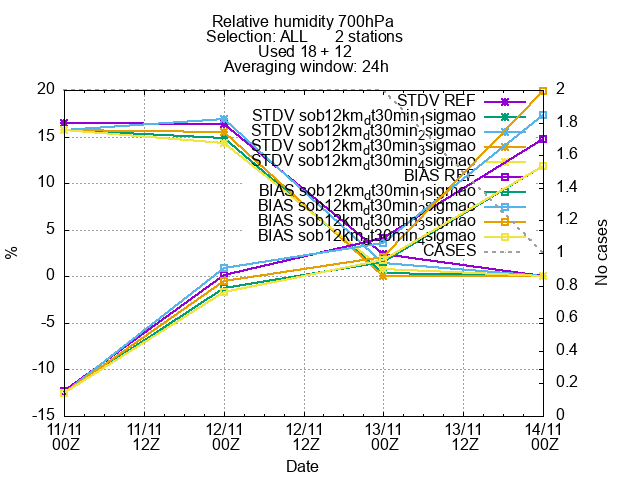 Relative humidity 700hPa
Selection: ALL 2 stations
Used 18 + 12
Averaging window: 24h
20
15
10
5
0
-5
-10
-15
%
2
1.8
1.6
1.4
1.2
1
0.8
0.6
0.4
0.2
0
No cases
STDV REF
STDV sob12km_dt30min_1sigmao
STDV sob12km_dt30min_2sigmao
STDV sob12km_dt30min_3sigmao
STDV sob12km_dt30min_4sigmao
BIAS REF
BIAS sob12km_dt30min_1sigmao
BIAS sob12km_dt30min_2sigmao
BIAS sob12km_dt30min_3sigmao
BIAS sob12km_dt30min_4sigmao
CASES
11/11 11/11 12/11 12/11 13/11 13/11 14/11
00Z 12Z 00Z 12Z 00Z 12Z 00Z
Date